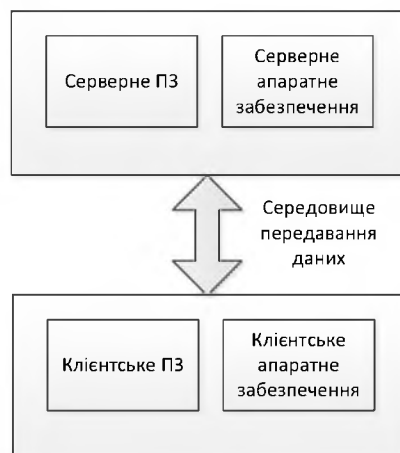 Серверне ПЗ
Серверне
апаратне
забезпечення
Середовище
передавання
даних
Клієнтське ПЗ
Клієнтське
апаратне
забезпечення